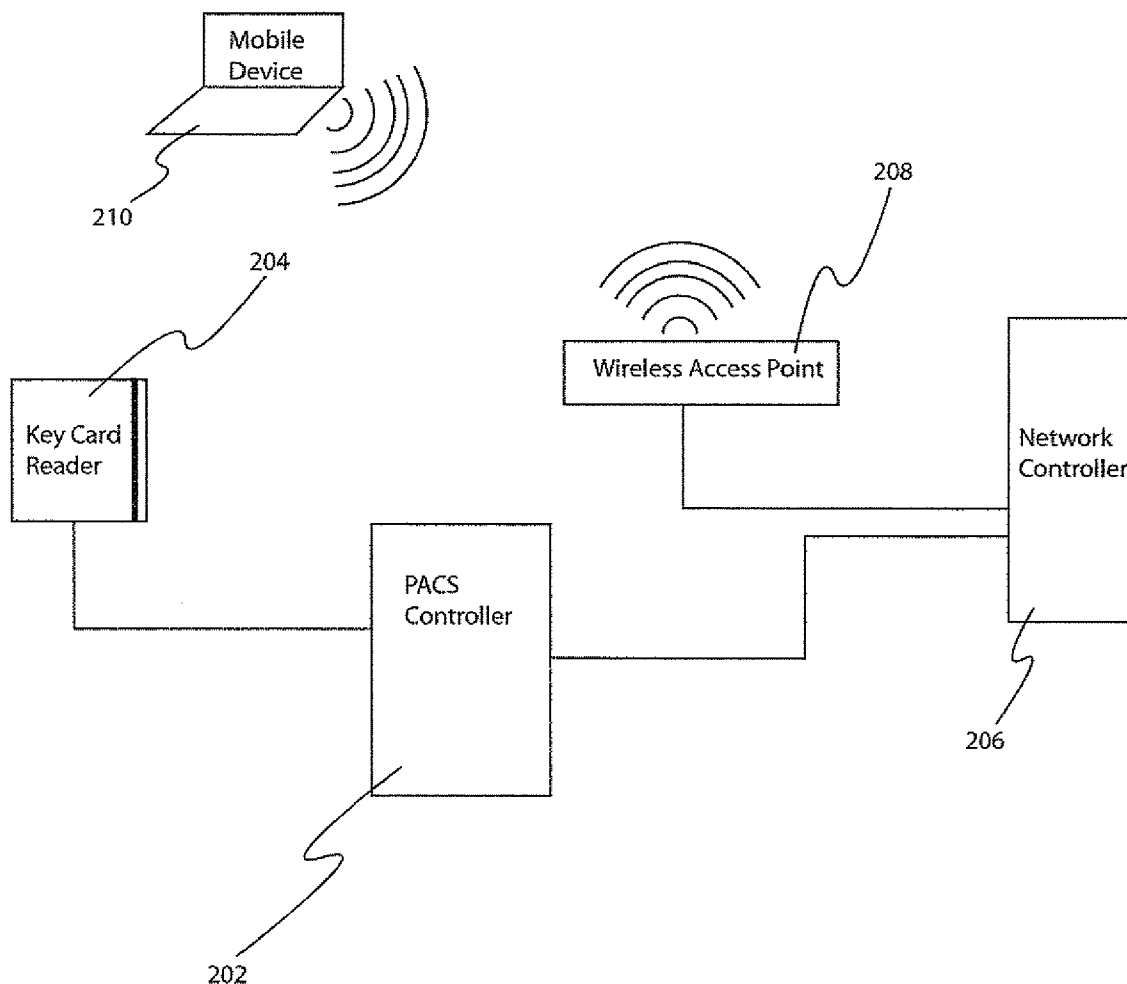 Mobile
Device
210
208
204
Wireless Access Point
Key Card
Reader
Network
Controller
PACS
Controller
206
202